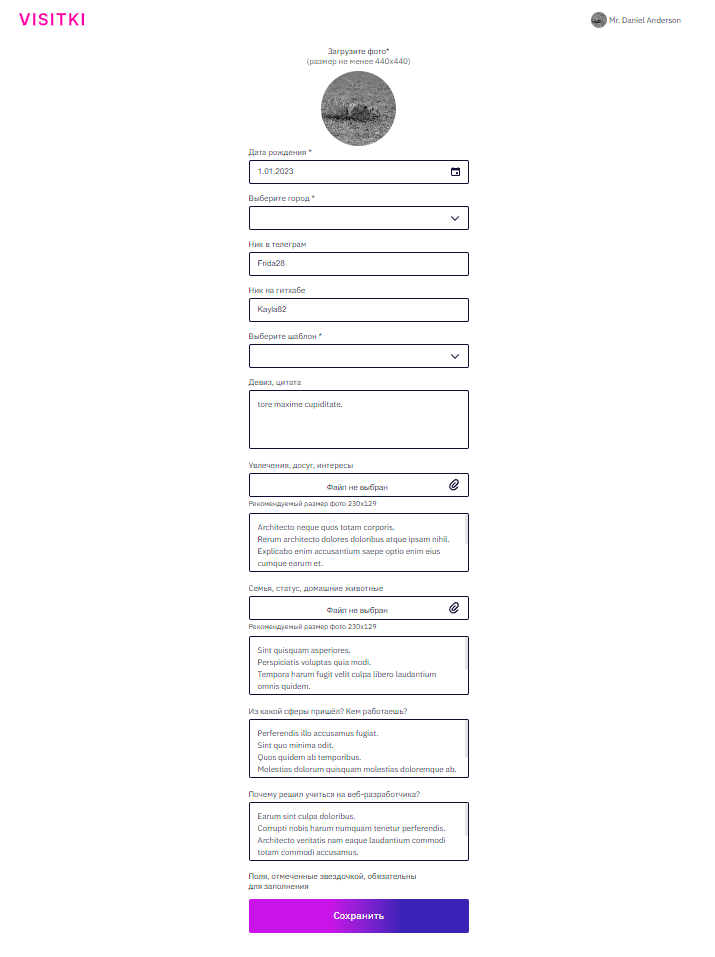 VISITKI
Mr. Daniel Anderson
Загрузите фото*
(размер не менее 440x440)
Дата рождения *
1.01.2023
Выберите город *
Ник в телеграм
Frida28
Ник на гитхабе
Kayla82
Выберите шаблон *
Девиз, цитата
tore maxime cupiditate.
Увлечения, досуг, интересы
Файл не выбран
Рекомендуемый размер фото 230x129
Architecto neque quos totam corporis.
Rerum architecto dolores doloribus atque ipsam nihil.
Explicabo enim accusantium saepe optio enim eius
cumque earum et.
Семья, статус, домашние животные
Файл не выбран
Рекомендуемый размер фото 230x129
Sint quisquam asperiores.
Perspiciatis voluptas quia modi.
Tempora harum fugit velit culpa libero laudantium
omnis quidem.
Из какой сферы пришёл? Кем работаешь?
Perferendis illo accusamus fugiat.
Sint quo minima odit.
Quos quidem ab temporibus.
Molestias dolorum quisquam molestias doloremque ab.
Почему решил учиться на веб-разработчика?
Earum sint culpa doloribus.
Corrupti nobis harum numquam tenetur perferendis.
Architecto veritatis nam eaque laudantium commodi
totam commodi accusamus.
Поля, отмеченные звездочкой, обязательны
для заполнения
Сохранить